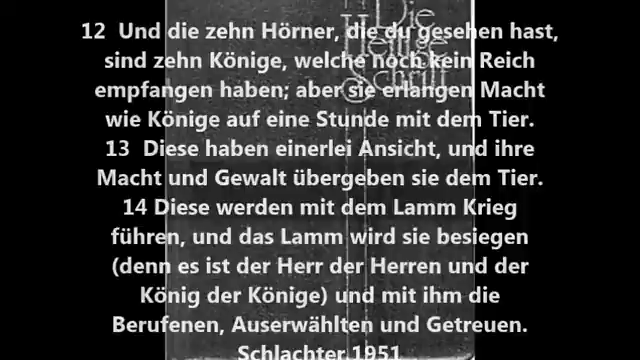 Die
Heilige
Schrift
12 Und die zehn Hörner, die du gesehen hast,
sind zehn Könige, welche noch kein Reich
empfangen haben; aber sie erlangen Macht
wie Könige auf eine Stunde mit dem Tier.
13 Diese haben einerlei Ansicht, und ihre
Macht und Gewalt übergeben sie dem Tier.
14 Diese werden mit dem Lamm Krieg
führen, und das Lamm wird sie besiegen
(denn es ist der Herr der Herren und der
König der Könige) und mit ihm die
Berufenen, Auserwählten und Getreuen.
Schlachter 1951